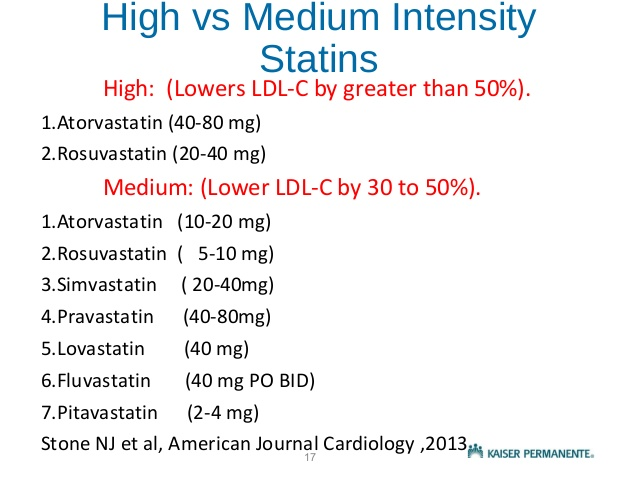 High vs Medium Intensity
Statins
High: (Lowers LDL-C by greater than 50%).
1.Atorvastatin (40-80 mg)
2.Rosuvastatin (20-40 mg)
Medium: (Lower LDL-C by 30 to 50%).
1.Atorvastatin (10-20 mg)
2.Rosuvastatin ( 5-10 mg)
3.Simvastatin ( 20-40mg)
4.Pravastatin (40-80mg)
5.Lovastatin (40 mg)
6.Fluvastatin (40 mg PO BID)
7.Pitavastatin (2-4 mg)
Stone NJ et al, American Journal Cardiology ,2013
17
KAISER PERMANENTE®